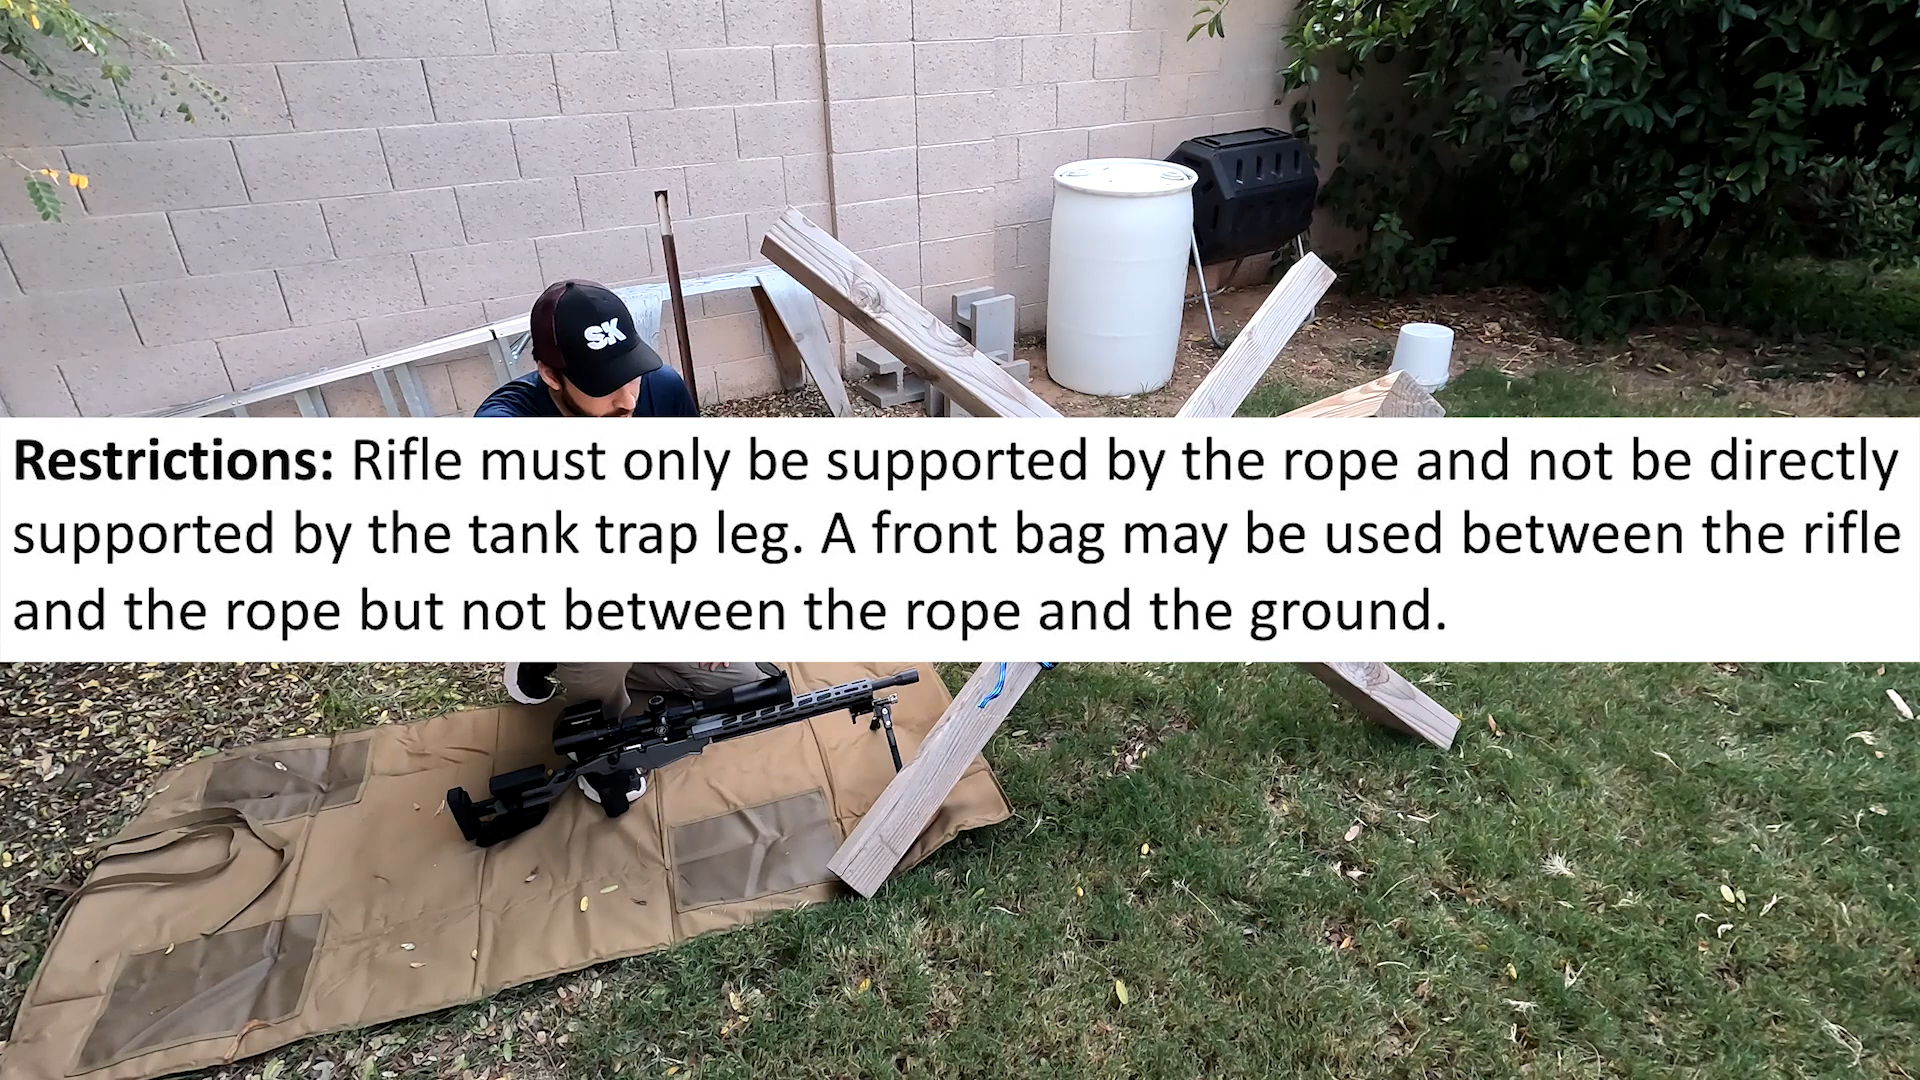 SK
Restrictions: Rifle must only be supported by the rope and not be directly
supported by the tank trap leg. A front bag may be used between the rifle
and the rope but not between the rope and the ground.